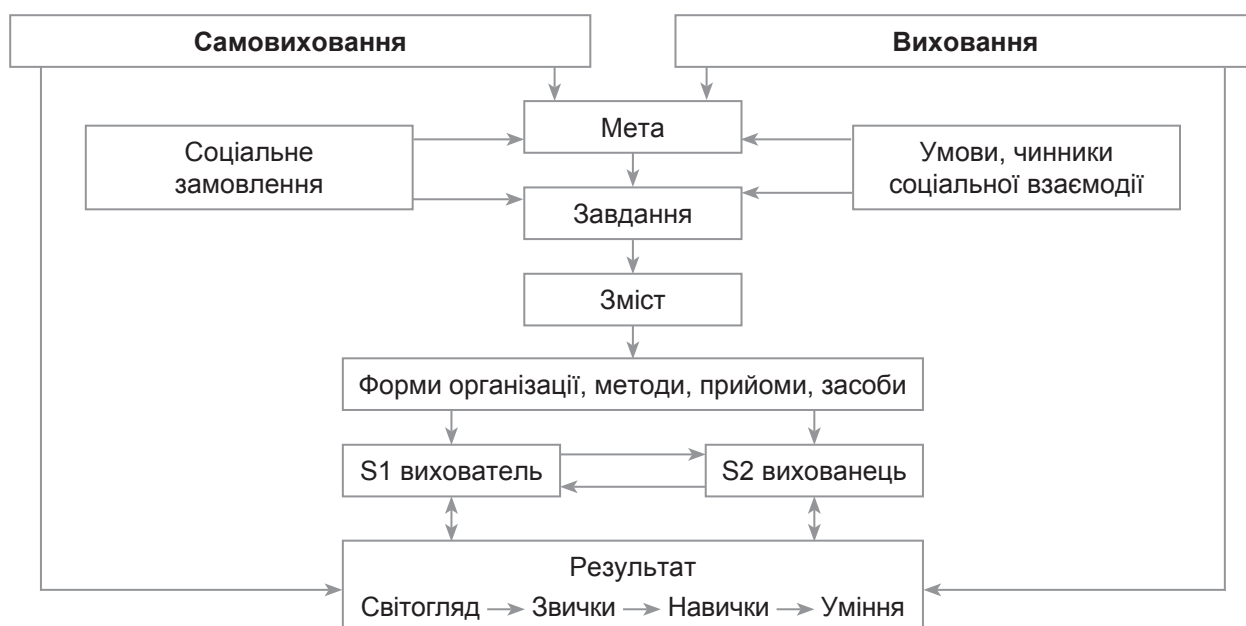 Самовиховання
Виховання
Мета
Соціальне
замовлення
Умови, чинники
соціальної взаємодії
Завдання
Зміст
Форми організації, методи, прийоми, засоби
S1 вихователь
S2 вихованець
Результат
Світогляд Звички Навички Уміння